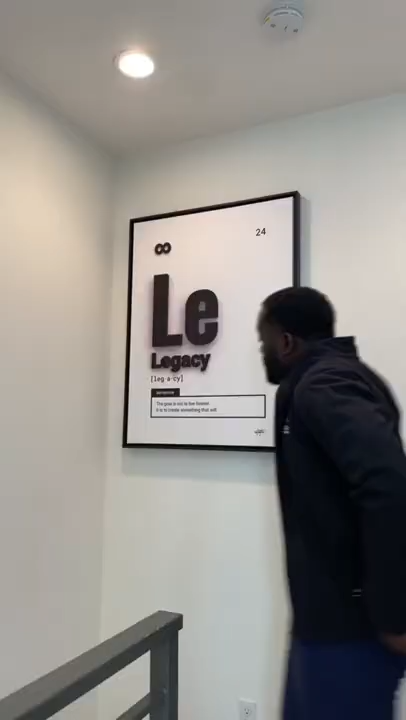 ∞
24
Le
Legacy
[leg·a·cy]
The goal is not to live forever,
it is to create something that will